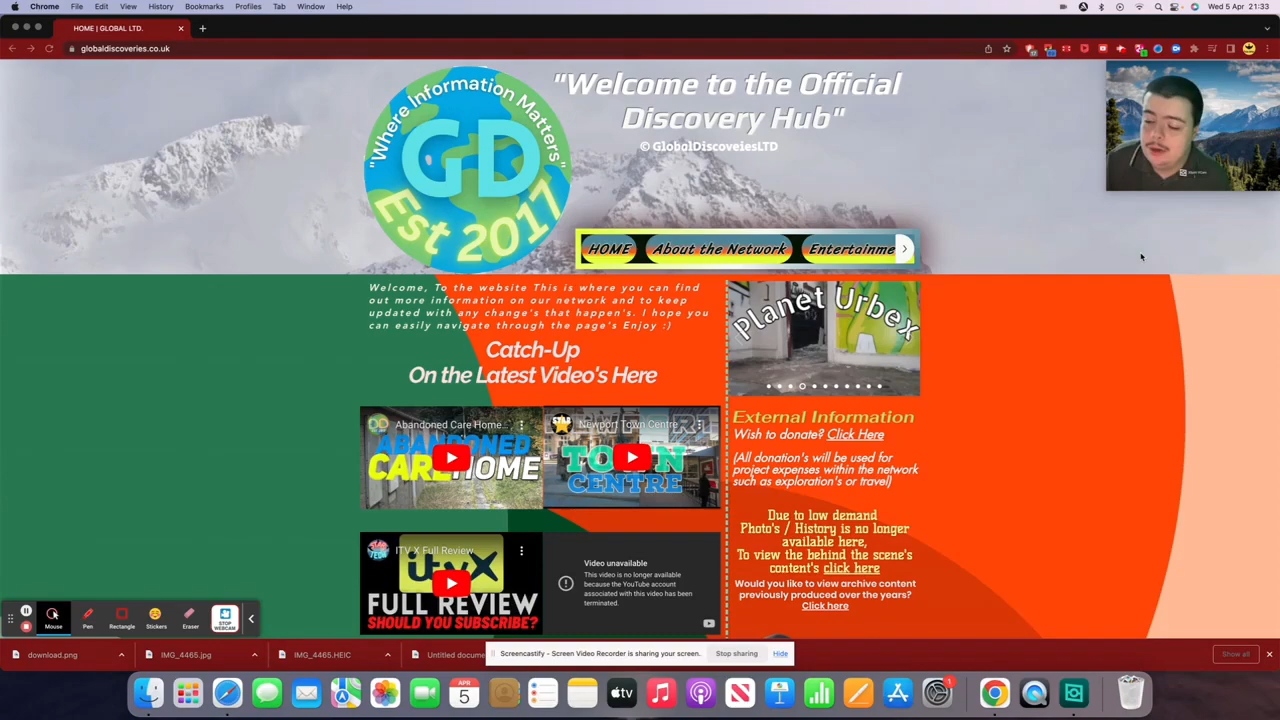 Chrome File Edit View History Bookmarks Profiles Tab Window Help
Wed 5 Apr 21:33
HOME | GLOBAL LTD.
globaldiscoveries.co.uk
"Where Information Matters"
GD
Est 2017
"Welcome to the Official
Discovery Hub"
© GlobalDiscoveiesLTD
HOME About the Network Entertainme
Welcome, To the website This is where you can find
out more information on our network and to keep
updated with any change's that happen's. I hope you
can easily navigate through the page's Enjoy :)
Catch-Up
On the Latest Video's Here
Abandoned Care Home...
ABANDONED
CARE HOME
Newport Town Centre
TOWN
CENTRE
ITV X Full Review
itvX
FULL REVIEW
SHOULD YOU SUBSCRIBE?
Video unavailable
This video is no longer available
because the YouTube account
associated with this video has been
terminated.
Planet Urbex
External Information
Wish to donate? Click Here
(All donation's will be used for
project expenses within the network
such as exploration's or travel)
Due to low demand
Photo's / History is no longer
available here,
To view the behind the scene's
content's click here
Would you like to view archive content
previously produced over the years?
Click here
Mouse Pen Rectangle Stickers Eraser STOP WEBCAM
download.png IMG_4465.jpg IMG_4465.HEIC Untitled docume
Screencastify - Screen Video Recorder is sharing your screen. Stop sharing Hide
Show all
APR
5
tv
1